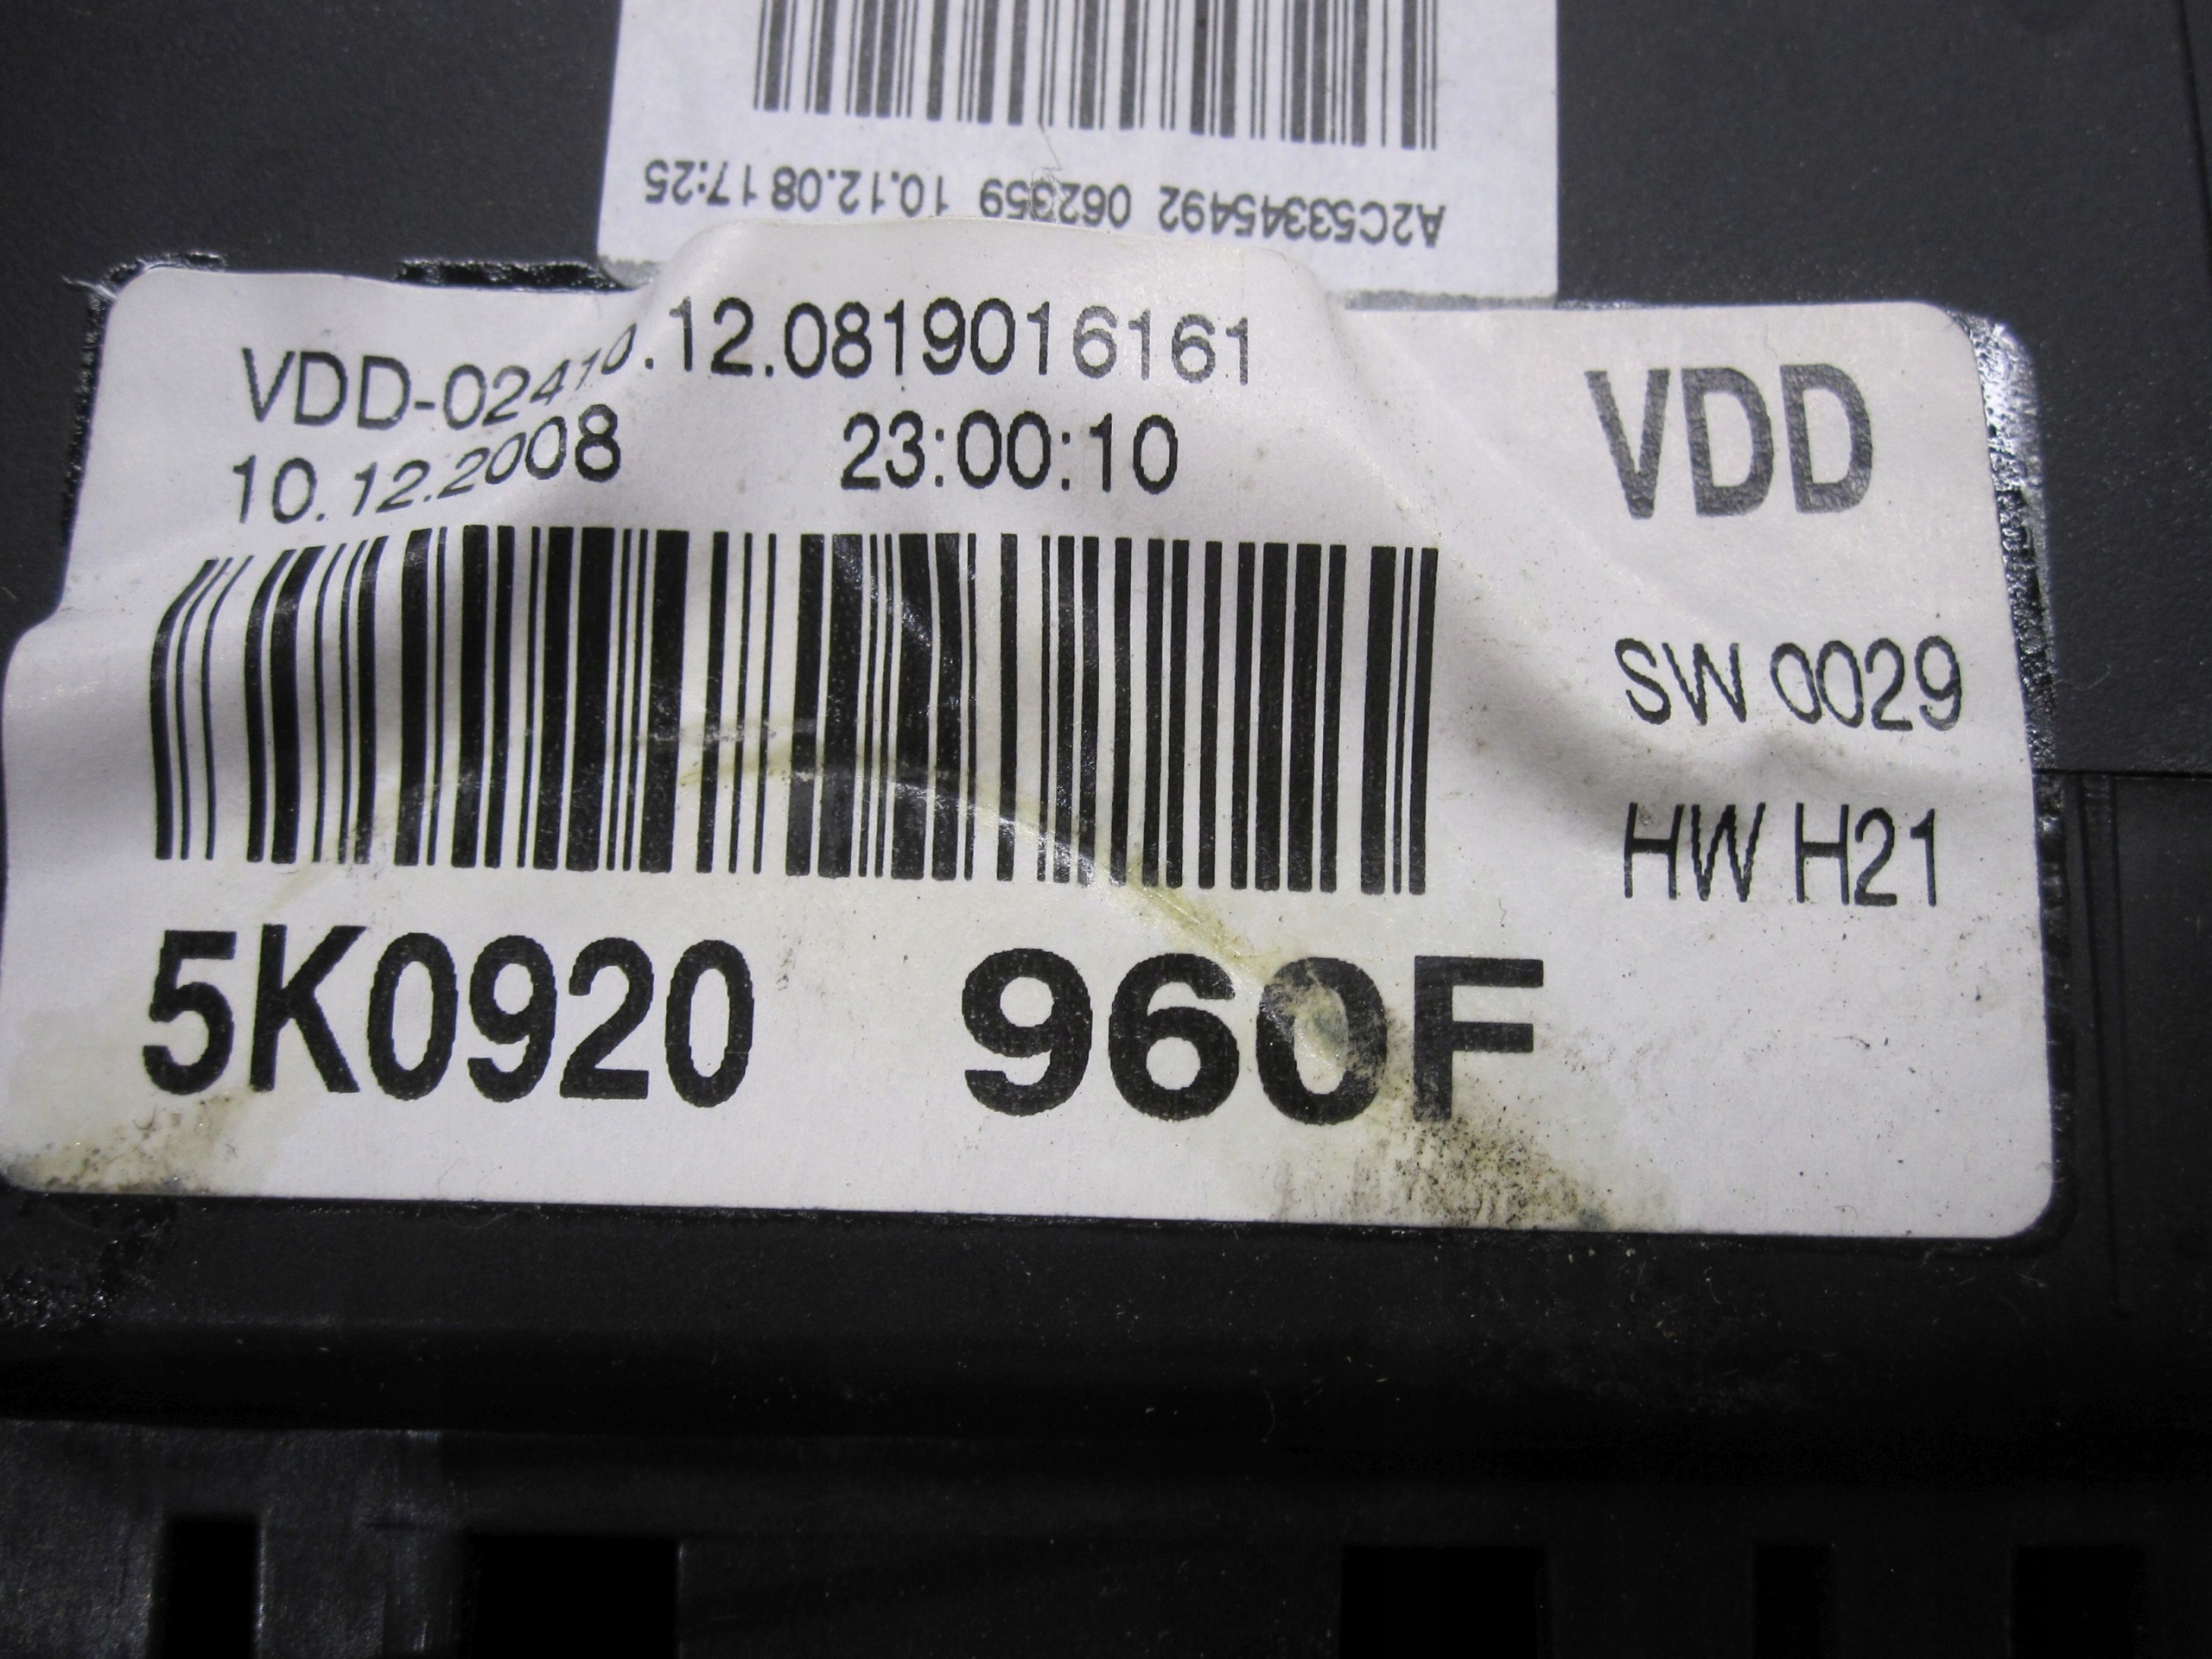 A2C53345492 062359 10.12.08 17:25
VDD-02410.12.0819016161
10.12.2008 23:00:10
VDD
SW 0029
HW H21
5K0920 960F